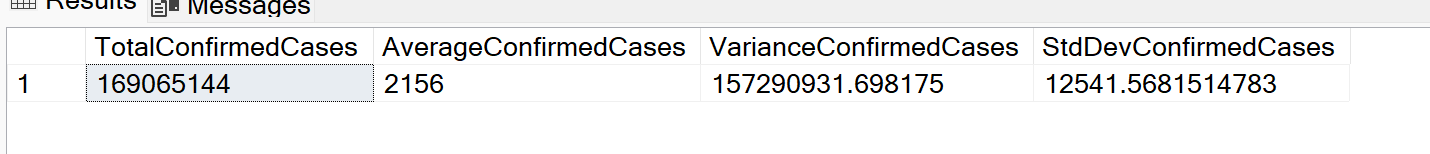 Results Messages
TotalConfirmedCases AverageConfirmedCases VarianceConfirmedCases StdDevConfirmedCases
1 169065144 2156 157290931.698175 12541.5681514783